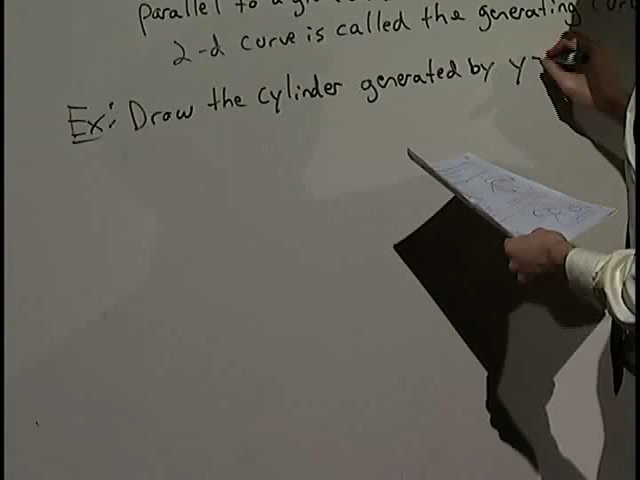 parallel to a
2-d curve is called the generating
Ex: Draw the cylinder generated by y